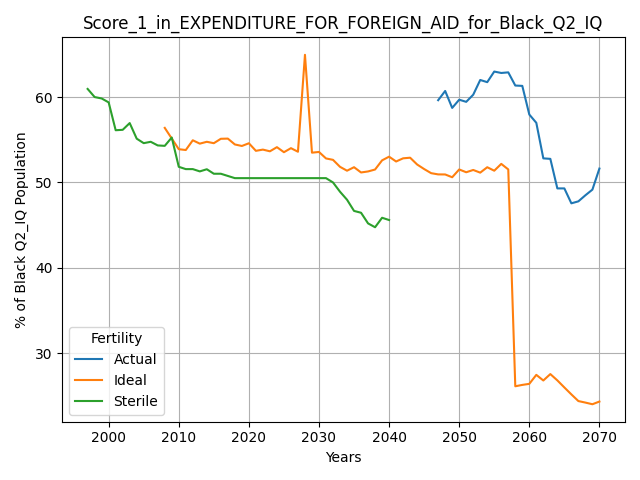 Score_1_in_EXPENDITURE_FOR_FOREIGN_AID_for_Black_Q2_IQ
% of Black Q2_IQ Population
60
50
40
30
Fertility
Actual
Ideal
Sterile
2000 2010 2020 2030 2040 2050 2060 2070
Years